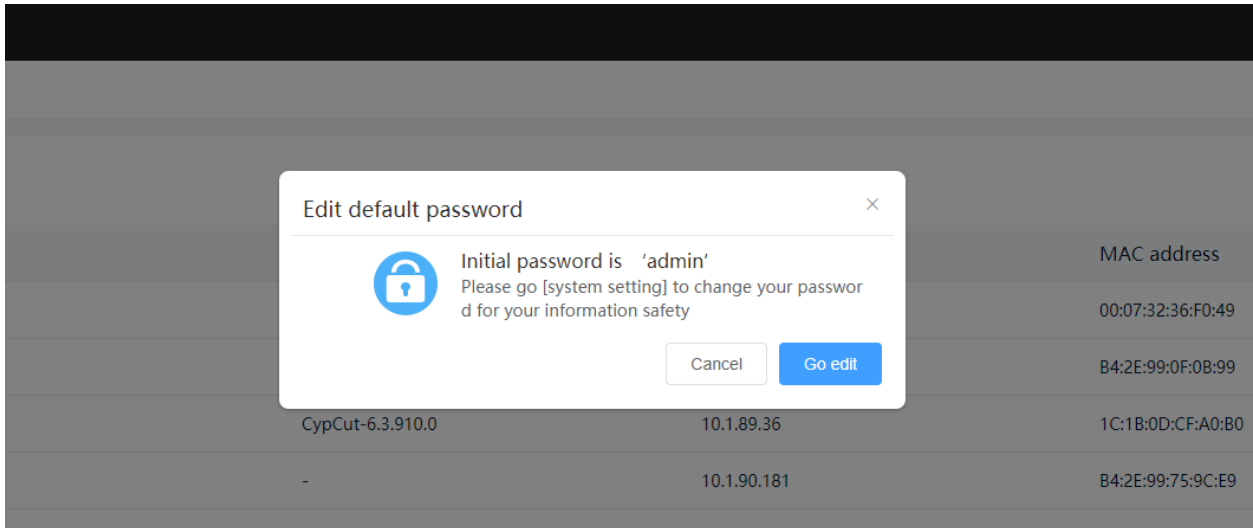 Edit default password
Initial password is ‘admin’
Please go [system setting] to change your passwor
d for your information safety
Cancel
Go edit
MAC address
00:07:32:36:F0:49
B4:2E:99:0F:0B:99
CypCut-6.3.910.0 10.1.89.36 1C:1B:0D:CF:A0:B0
- 10.1.90.181 B4:2E:99:75:9C:E9